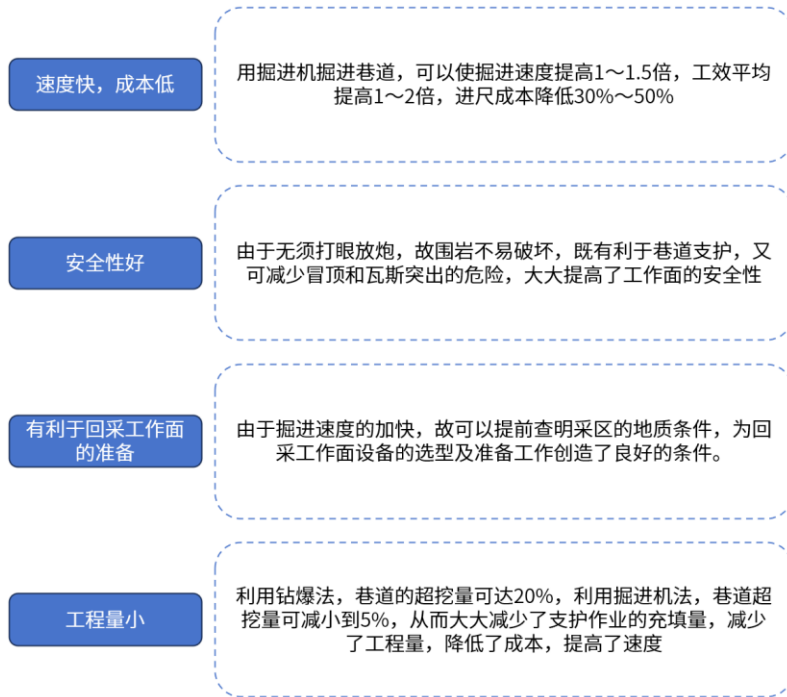 速度快，成本低
用掘进机掘进巷道，可以使掘进速度提高1～1.5倍，工效平均
提高1～2倍，进尺成本降低30%～50%
安全性好
由于无须打眼放炮，故围岩不易破坏，既有利于巷道支护，又
可减少冒顶和瓦斯突出的危险，大大提高了工作面的安全性
有利于回采工作面
的准备
由于掘进速度的加快，故可以提前查明采区的地质条件，为回
采工作面设备的选型及准备工作创造了良好的条件。
工程量小
利用钻爆法，巷道的超挖量可达20%，利用掘进机法，巷道超
挖量可减小到5%，从而大大减少了支护作业的充填量，减少
了工程量，降低了成本，提高了速度